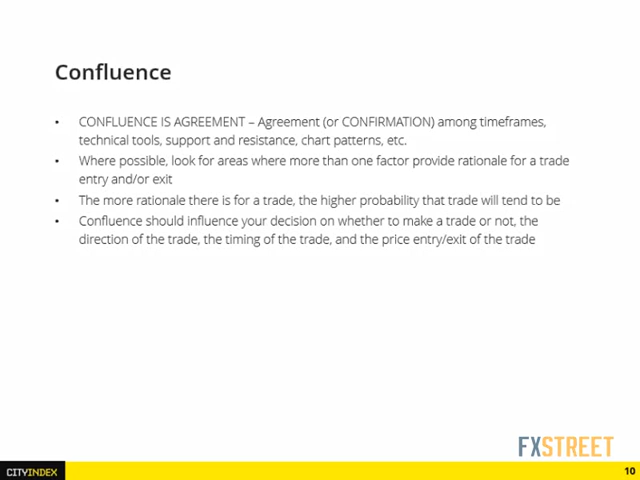 Confluence
• CONFLUENCE IS AGREEMENT – Agreement (or CONFIRMATION) among timeframes,
technical tools, support and resistance, chart patterns, etc.
• Where possible, look for areas where more than one factor provide rationale for a trade
entry and/or exit
• The more rationale there is for a trade, the higher probability that trade will tend to be
• Confluence should influence your decision on whether to make a trade or not, the
direction of the trade, the timing of the trade, and the price entry/exit of the trade
FXSTREET
CITYINDEX
10